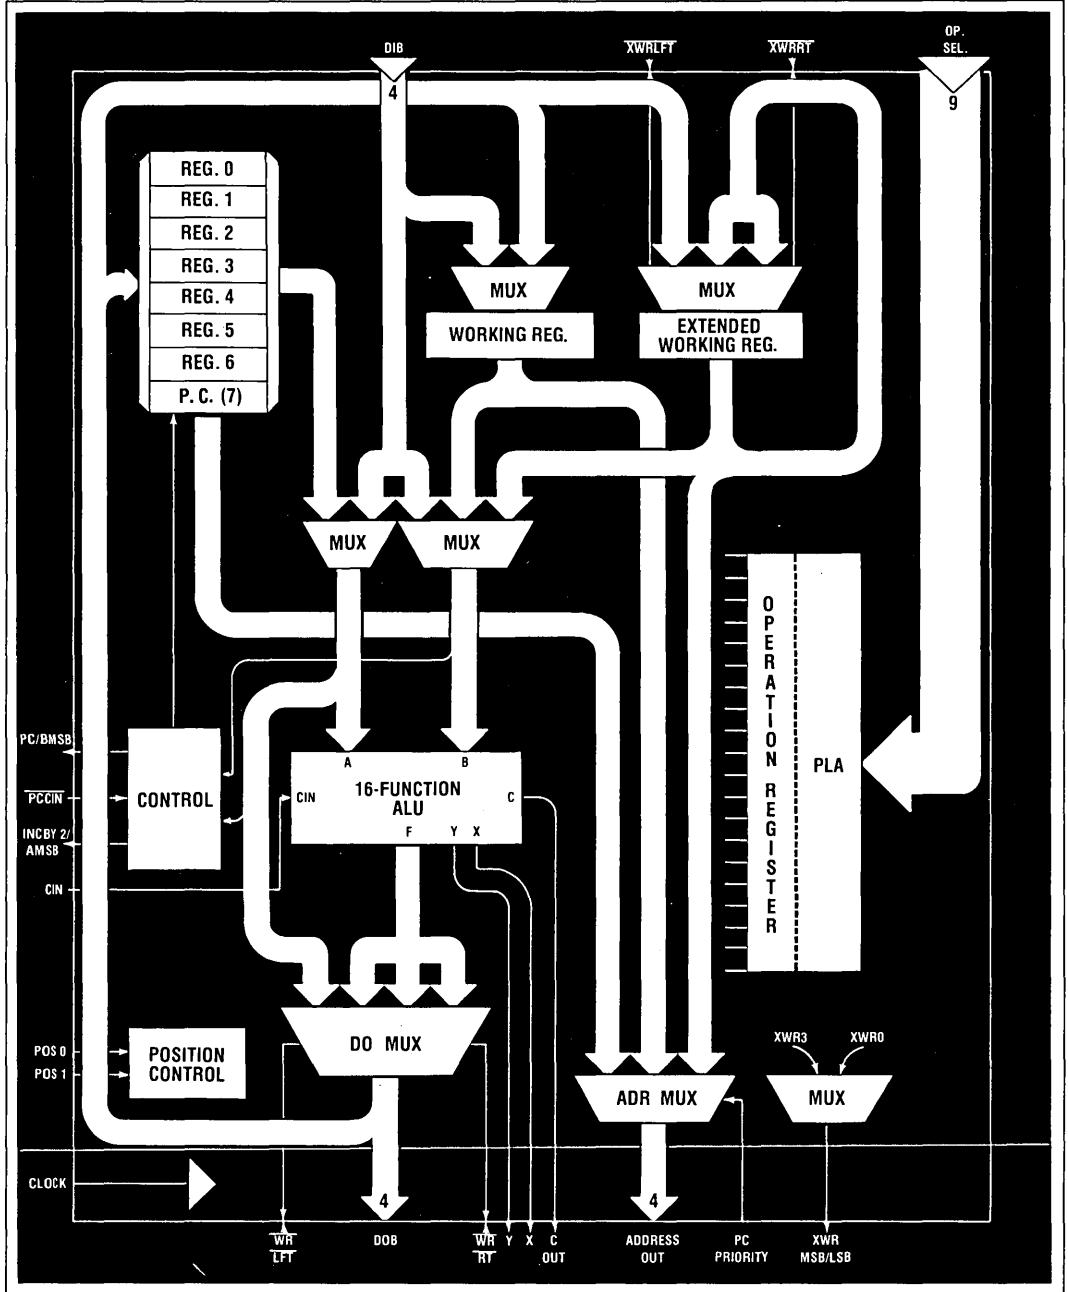 DIB
XWRLFT
XWRRT
OP.
SEL.
4
9
REG. 0
REG. 1
REG. 2
REG. 3
REG. 4
REG. 5
REG. 6
P. C. (7)
MUX
MUX
WORKING REG.
EXTENDED
WORKING REG.
MUX
MUX
OPERATION REGISTER
PLA
PC/BMSB
PCCIN
INCBY 2/
AMSB
CIN
CONTROL
A
B
CIN
16-FUNCTION
ALU
C
F
Y
X
DO MUX
POS 0
POS 1
POSITION
CONTROL
XWR3
XWR0
ADR MUX
MUX
CLOCK
4
4
WR
LFT
DOB
WR
RT
Y
X
C
OUT
ADDRESS
OUT
PC
PRIORITY
XWR
MSB/LSB